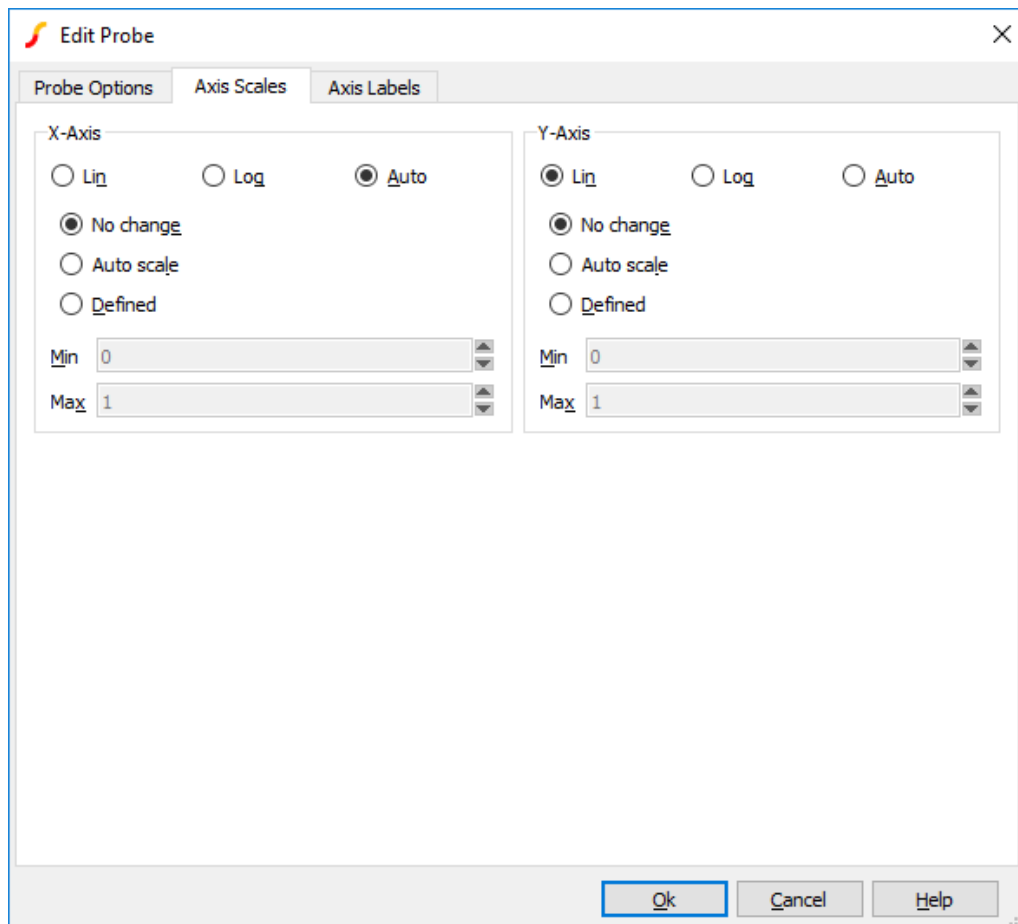 Edit Probe
Probe Options Axis Scales Axis Labels
X-Axis
Lin Log Auto
No change
Auto scale
Defined
Min 0
Max 1
Y-Axis
Lin Log Auto
No change
Auto scale
Defined
Min 0
Max 1
Ok Cancel Help